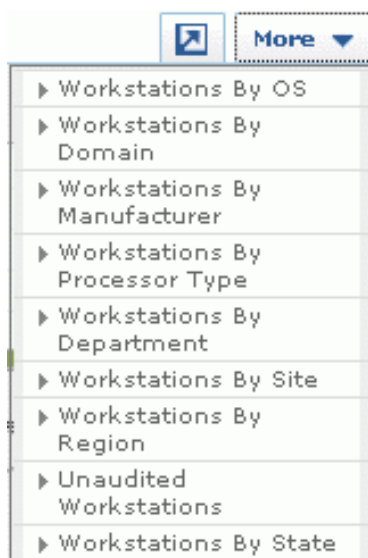 More
Workstations By OS
Workstations By
Domain
Workstations By
Manufacturer
Workstations By
Processor Type
Workstations By
Department
Workstations By Site
Workstations By
Region
Unaudited
Workstations
Workstations By State